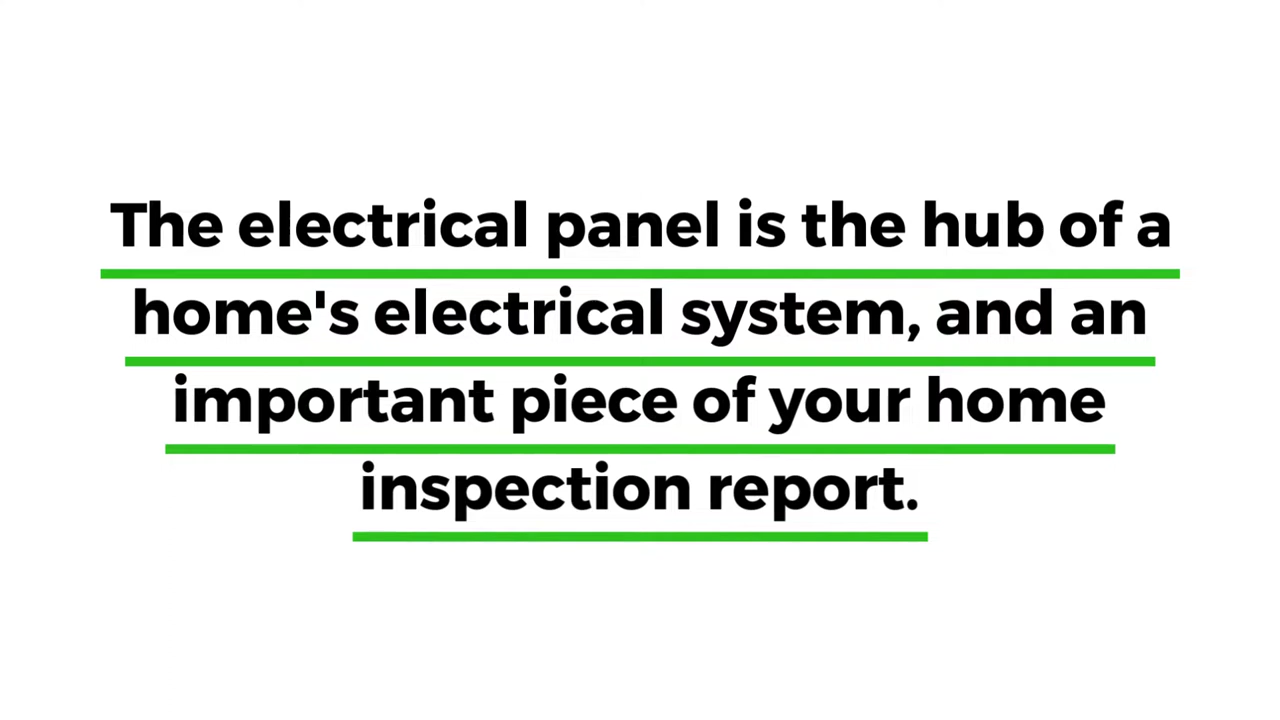 The electrical panel is the hub of a
home's electrical system, and an
important piece of your home
inspection report.